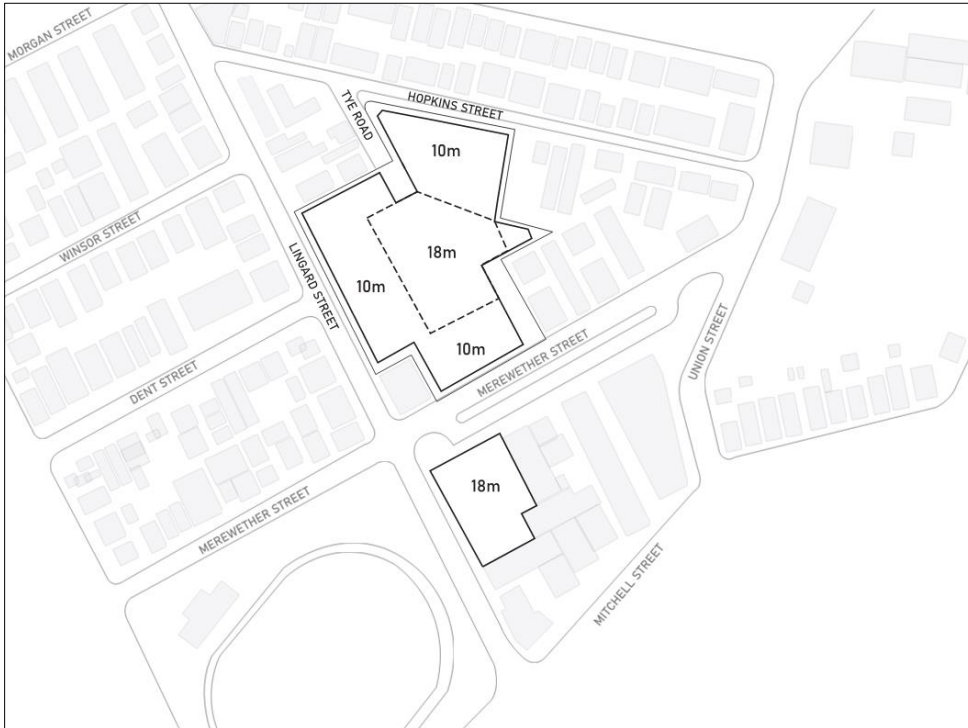 MORGAN STREET
TYE ROAD
HOPKINS STREET
10m
WINSOR STREET
18m
LINGARD STREET
10m
10m
DENT STREET
MEREWETHER STREET
UNION STREET
18m
MEREWETHER STREET
MITCHELL STREET